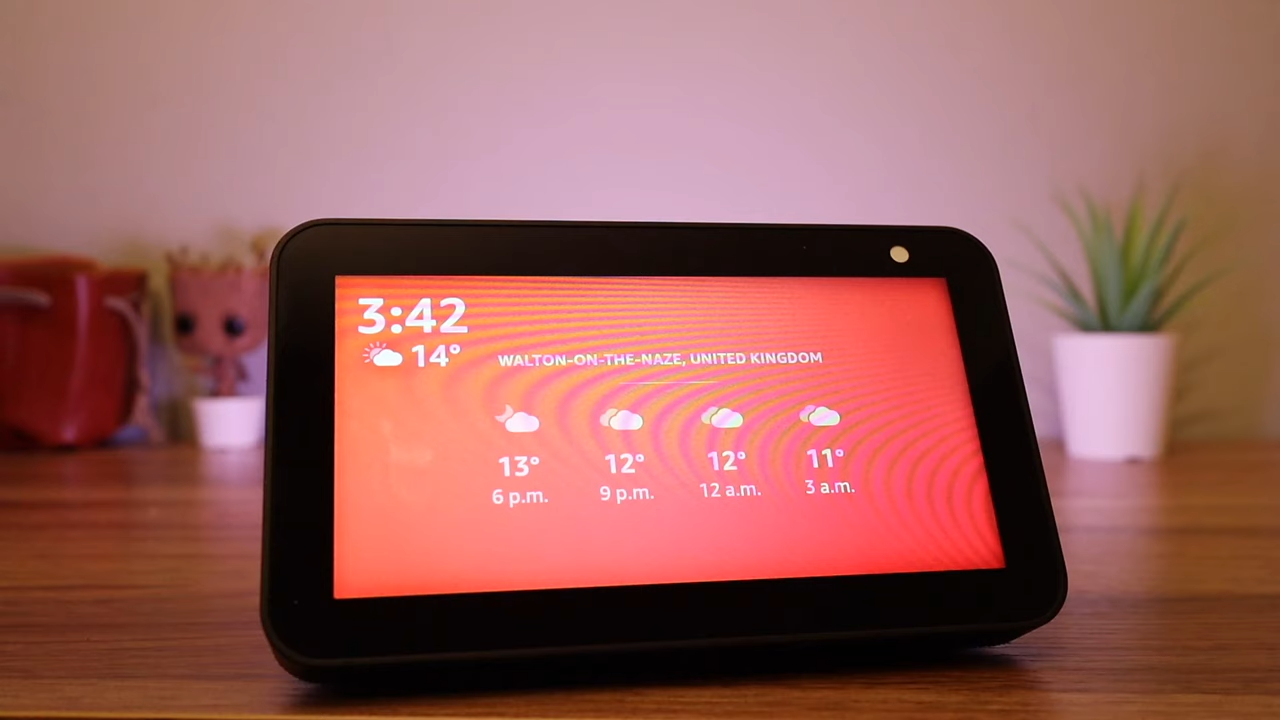 3:42
14°
WALTON-ON-THE-NAZE, UNITED KINGDOM
13° 12° 12° 11°
6 p.m. 9 p.m. 12 a.m. 3 a.m.